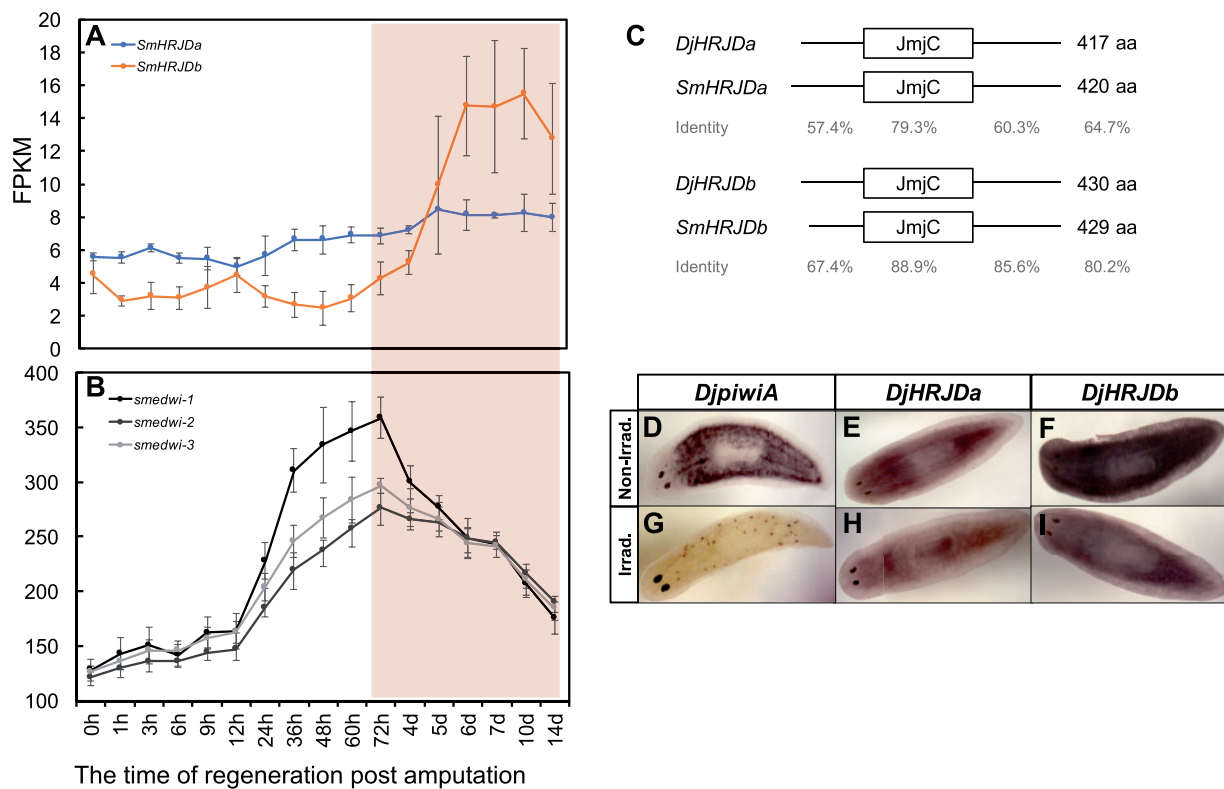 A
SmHRJDa
SmHRJDb
FPKM
20
18
16
14
12
10
8
6
4
2
0
B
smedwi-1
smedwi-2
smedwi-3
400
350
300
250
200
150
100
0h 1h 3h 6h 9h 12h 24h 36h 48h 60h 72h 4d 5d 6d 7d 10d 14d
The time of regeneration post amputation
C
DjHRJDa JmjC 417 aa
SmHRJDa JmjC 420 aa
Identity 57.4% 79.3% 60.3% 64.7%
DjHRJDb JmjC 430 aa
SmHRJDb JmjC 429 aa
Identity 67.4% 88.9% 85.6% 80.2%
DjpiwiA DjHRJDa DjHRJDb
Non-Irrad.
D E F
Irrad.
G H I